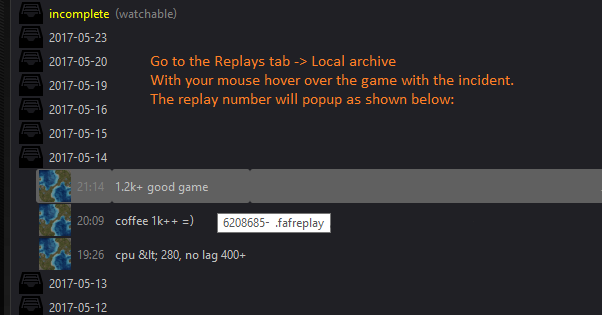 incomplete (watchable)
2017-05-23
2017-05-20
2017-05-19
2017-05-16
2017-05-15
2017-05-14
Go to the Replays tab -> Local archive
With your mouse hover over the game with the incident.
The replay number will popup as shown below:
21:14 1.2k+ good game
20:09 coffee 1k++ =)
6208685- .fafreplay
19:26 cpu &lt; 280, no lag 400+
2017-05-13
2017-05-12